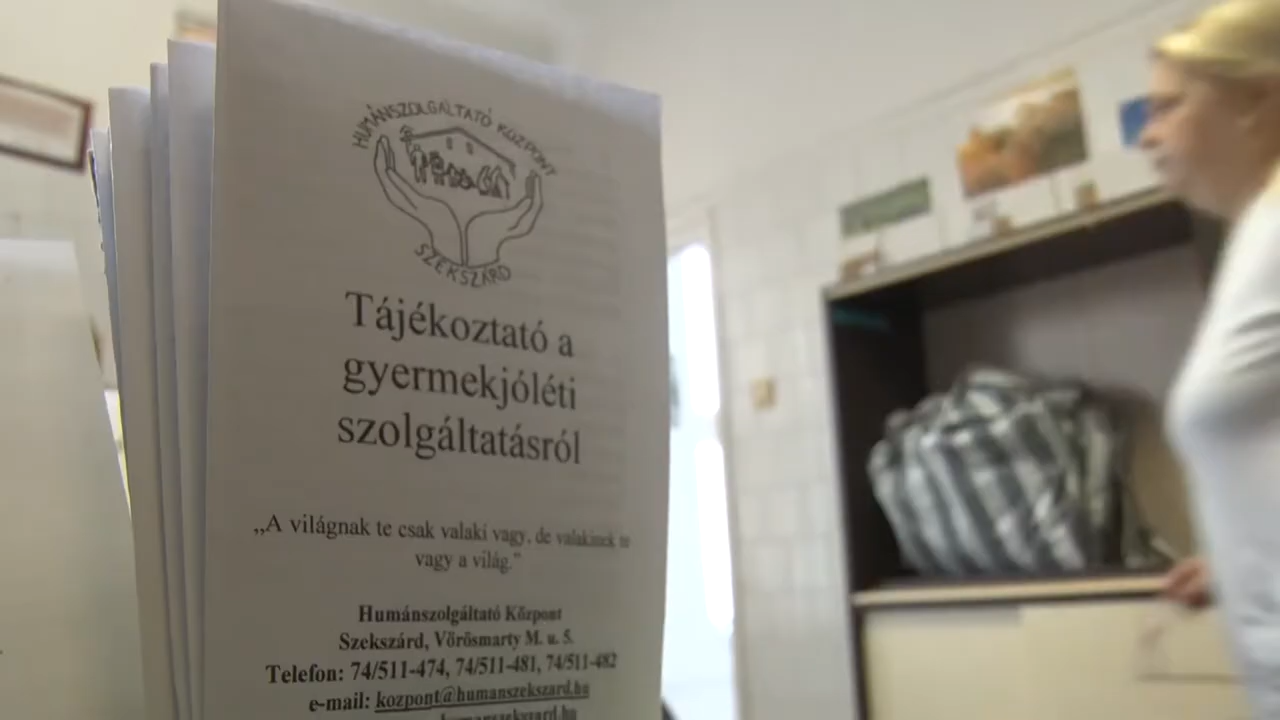 HUMÁNSZOLGÁLTATÓ KÖZPONT
SZEKSZÁRD
Tájékoztató a
gyermekjóléti
szolgáltatásról
„A világnak te csak valaki vagy, de valakinek te
vagy a világ.”
Humánszolgáltató Központ
Szekszárd, Vörösmarty M. u. 5.
Telefon: 74/511-474, 74/511-481, 74/511-482
e-mail: kozpont@humanszekszard.hu